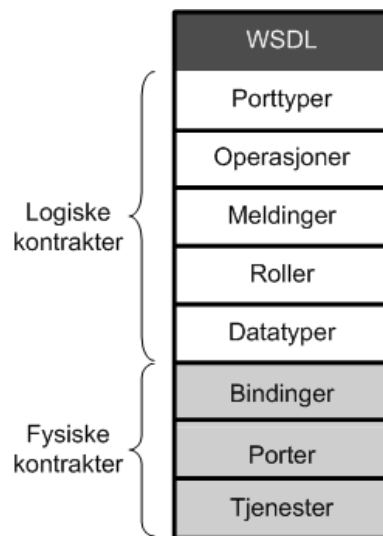 WSDL
Porttyper
Operasjoner
Meldinger
Roller
Datatyper
Bindinger
Porter
Tjenester
Logiske
kontrakter
Fysiske
kontrakter